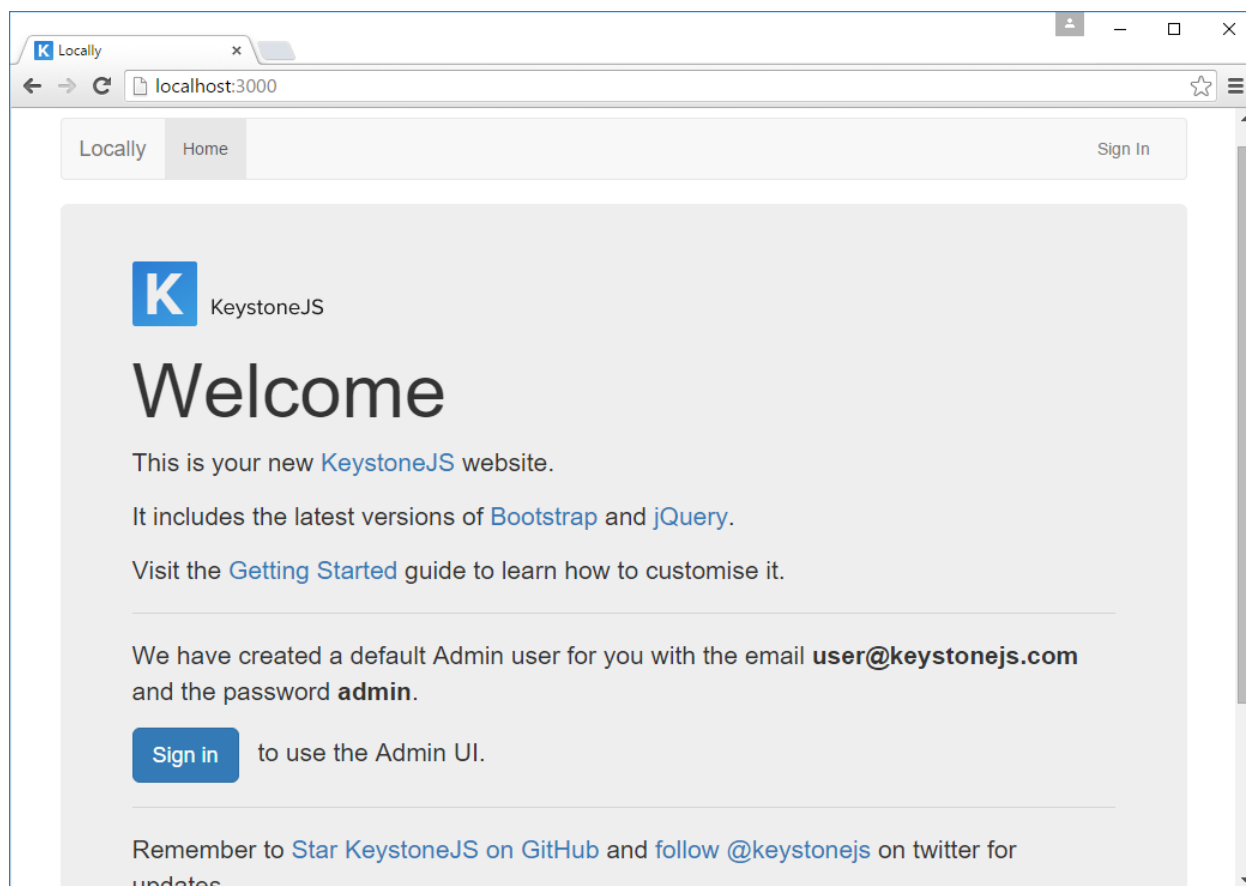 K Locally
localhost:3000
Locally Home Sign In
K KeystoneJS
Welcome
This is your new KeystoneJS website.
It includes the latest versions of Bootstrap and jQuery.
Visit the Getting Started guide to learn how to customise it.
We have created a default Admin user for you with the email user@keystonejs.com
and the password admin.
Sign in to use the Admin UI.
Remember to Star KeystoneJS on GitHub and follow @keystonejs on twitter for
updates